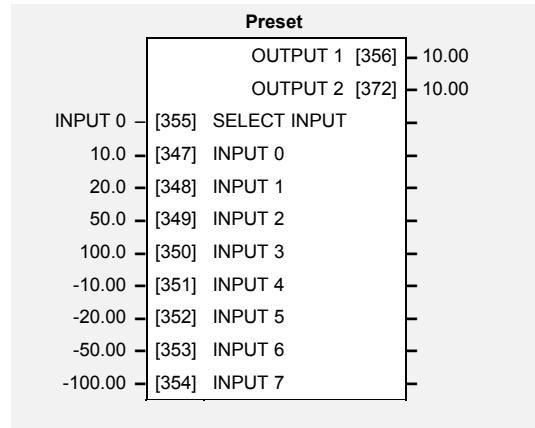 Preset
OUTPUT 1 [356] 10.00
OUTPUT 2 [372] 10.00
INPUT 0 [355] SELECT INPUT
10.0 [347] INPUT 0
20.0 [348] INPUT 1
50.0 [349] INPUT 2
100.0 [350] INPUT 3
-10.00 [351] INPUT 4
-20.00 [352] INPUT 5
-50.00 [353] INPUT 6
-100.00 [354] INPUT 7